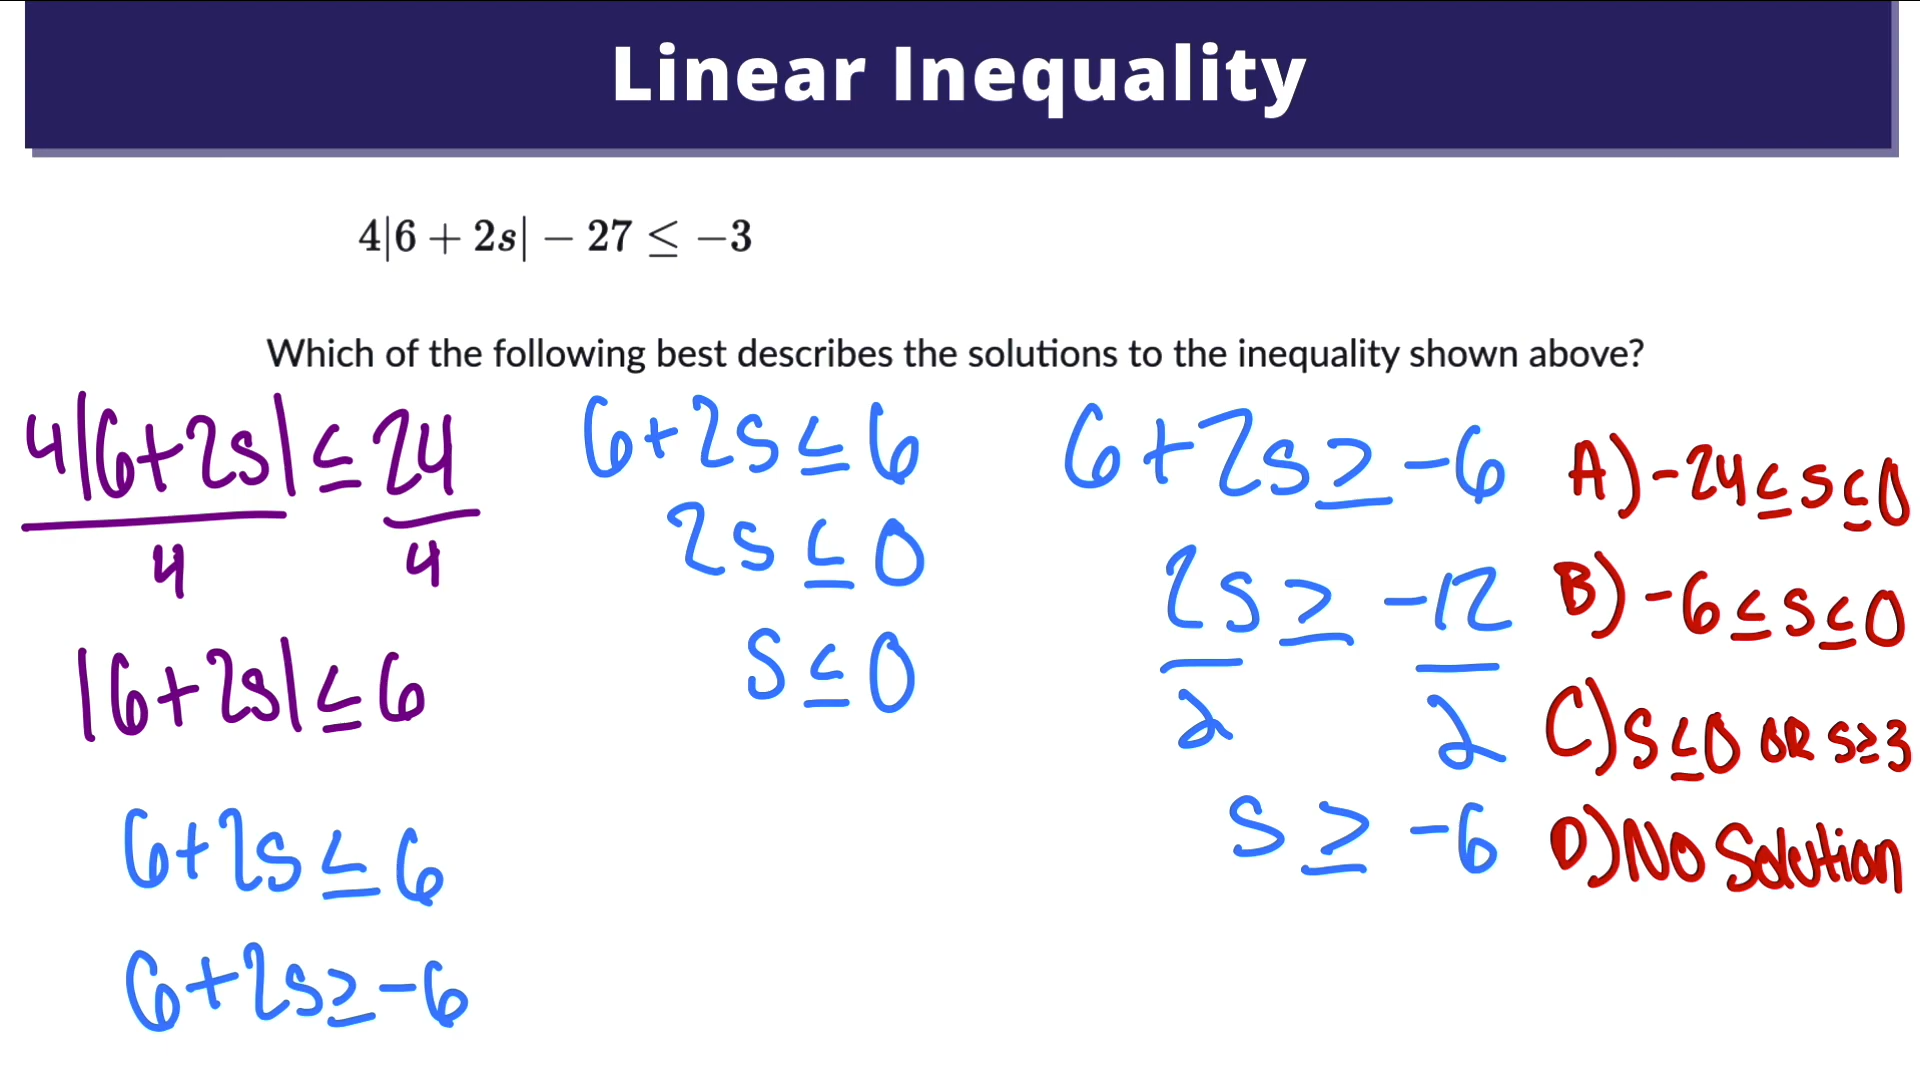 Linear Inequality
4|6 + 2s| − 27 ≤ −3
Which of the following best describes the solutions to the inequality shown above?
4|6+2s| ≤ 24
4 4
|6+2s| ≤ 6
6+2s ≤ 6
6+2s ≥ -6
6+2s ≤ 6
2s ≤ 0
s ≤ 0
6+2s ≥ -6
2s ≥ -12
2 2
s ≥ -6
A) -24 ≤ s ≤ 0
B) -6 ≤ s ≤ 0
C) s ≤ 0 OR s ≥ 3
D) No Solution